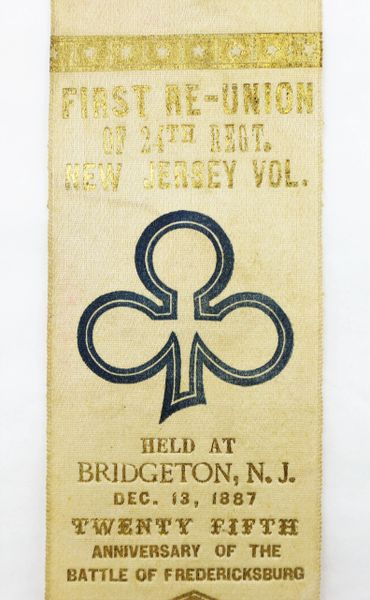 FIRST RE-UNION
OF 24TH REGT.
NEW JERSEY VOL.
HELD AT
BRIDGETON, N. J.
DEC. 13, 1887
TWENTY FIFTH
ANNIVERSARY OF THE
BATTLE OF FREDERICKSBURG